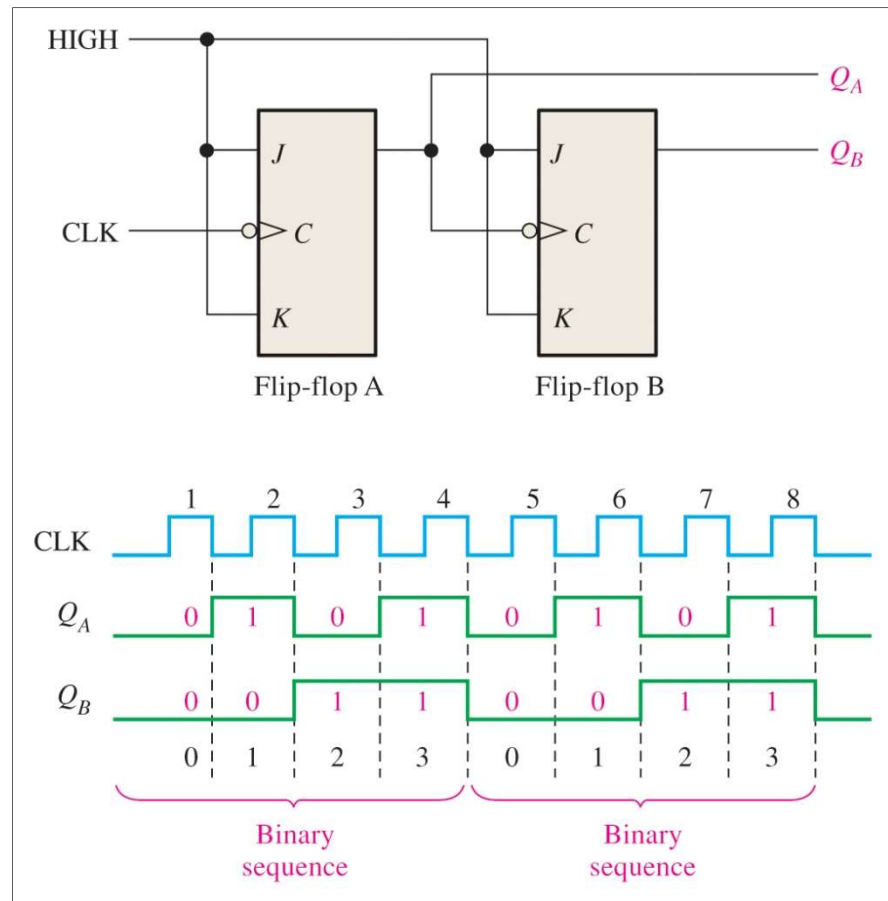 HIGH
Q_A
J
J
Q_B
CLK
C
C
K
K
Flip-flop A
Flip-flop B
1 2 3 4 5 6 7 8
CLK
Q_A 0 1 0 1 0 1 0 1
Q_B 0 0 1 1 0 0 1 1
0 1 2 3 0 1 2 3
Binary
sequence
Binary
sequence